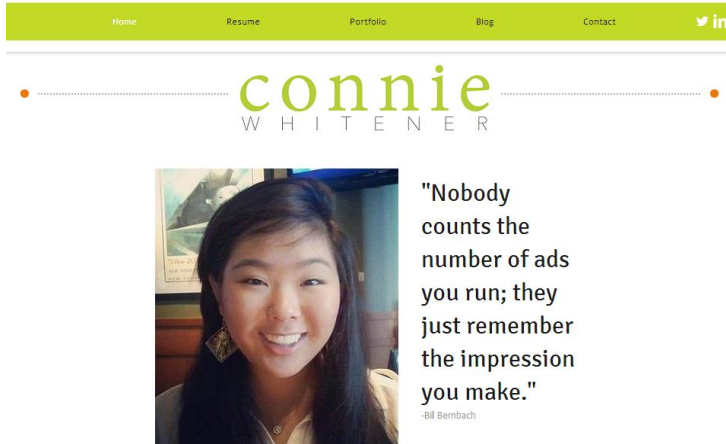 Home Resume Portfolio Blog Contact
connie
WHITENER
"Nobody
counts the
number of ads
you run; they
just remember
the impression
you make."
-Bill Bernbach